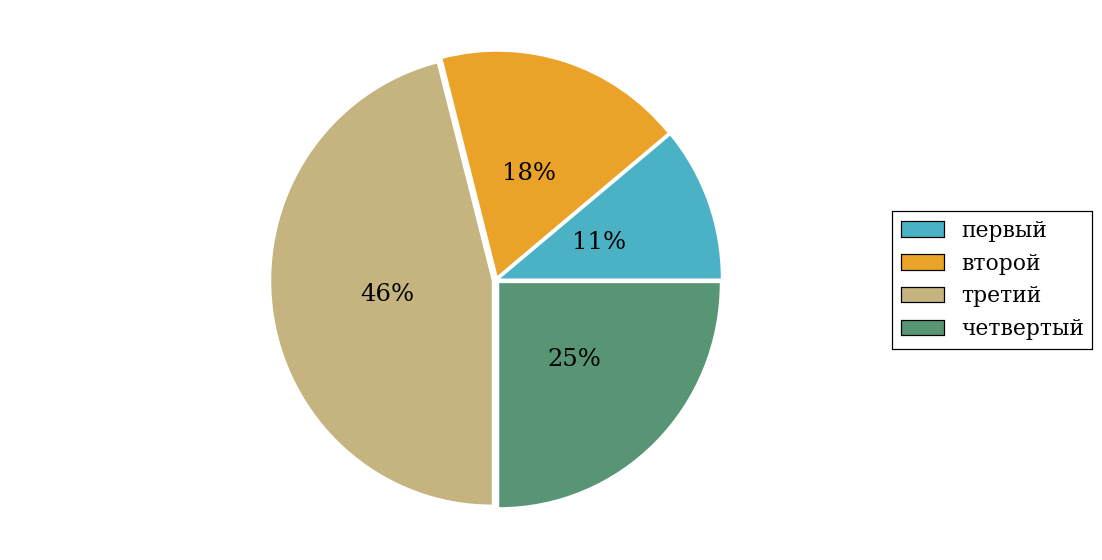 18%
11%
46%
25%
первый
второй
третий
четвертый